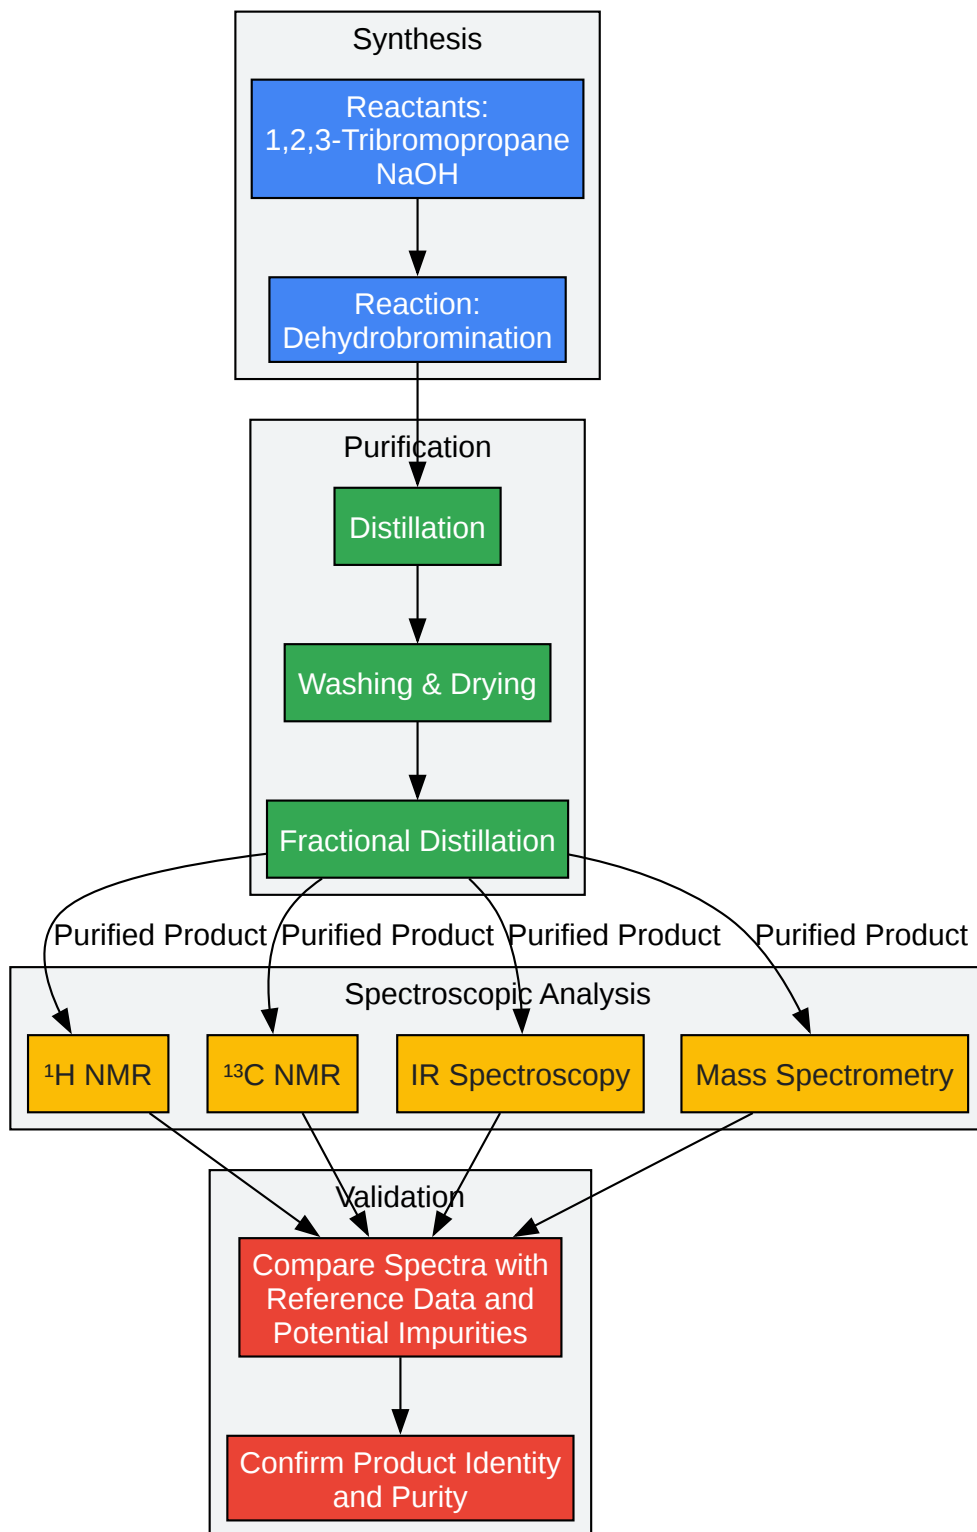 Synthesis
Reactants:
1,2,3-Tribromopropane
NaOH
Reaction:
Dehydrobromination
Purification
Distillation
Washing & Drying
Fractional Distillation
Purified Product
Purified Product
Purified Product
Purified Product
Spectroscopic Analysis
¹H NMR
¹³C NMR
IR Spectroscopy
Mass Spectrometry
Validation
Compare Spectra with
Reference Data and
Potential Impurities
Confirm Product Identity
and Purity